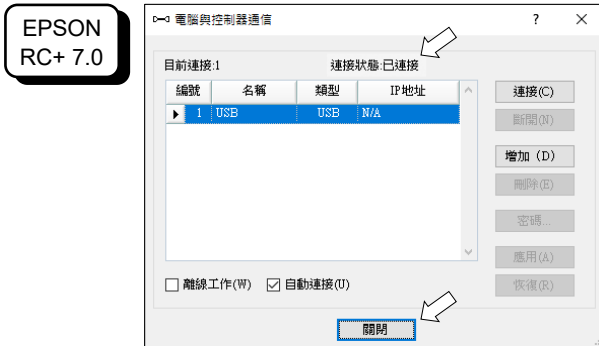 EPSON
RC+ 7.0
電腦與控制器通信
?
目前連接:1
連接狀態:已連接
編號 名稱 類型 IP地址
1 USB USB N/A
連接(C)
斷開(N)
增加 (D)
刪除(E)
密碼...
應用(A)
恢復(R)
離線工作(W)
自動連接(U)
關閉